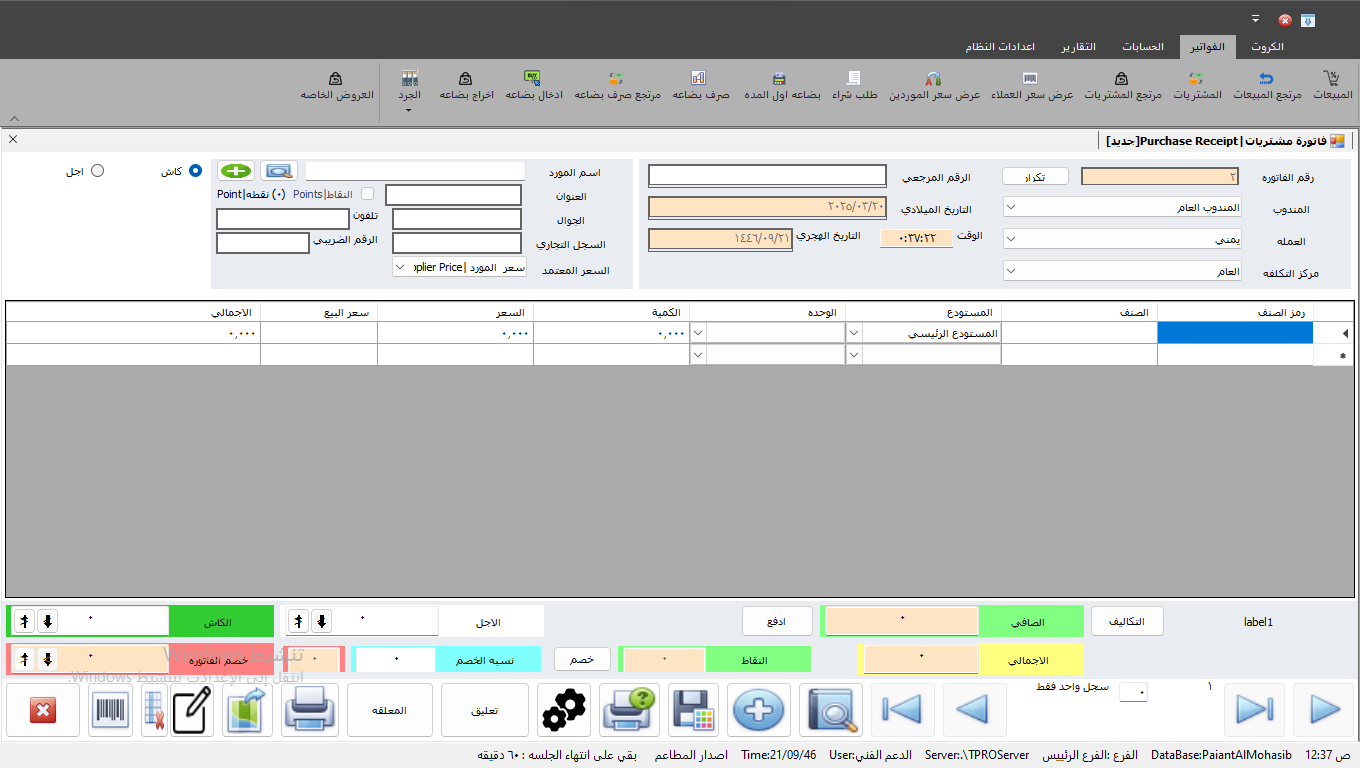 الكروت
الفواتير
الحسابات
التقارير
اعدادات النظام
المبيعات
مرتجع المبيعات
المشتريات
مرتجع المشتريات
عرض سعر العملاء
عرض سعر الموردين
طلب شراء
بضاعه اول المده
صرف بضاعه
مرتجع صرف بضاعه
ادخال بضاعه
اخراج بضاعه
الجرد
العروض الخاصه
فاتورة مشتريات|Purchase Receipt[جديد]
رقم الفاتوره
٢
تكرار
الرقم المرجعي
اسم المورد
كاش
اجل
المندوب
المندوب العام
التاريخ الميلادي
٢٠٢٥/٠٣/٢٠
العنوان
النقاط|Points
(٠) نقطه|Point
الجوال
تلفون
العمله
يمني
الوقت
٠:٣٧:٢٢
التاريخ الهجري
١٤٤٦/٠٩/٢١
السجل التجاري
الرقم الضريبي
مركز التكلفه
العام
السعر المعتمد
سعر المورد |pplier Price
رمز الصنف
الصنف
المستودع
الوحده
الكمية
السعر
سعر البيع
الاجمالي
المستودع الرئيسي
٠,٠٠٠
٠,٠٠٠
٠,٠٠٠
label1
التكاليف
الصافي
٠
ادفع
الاجل
٠
الكاش
٠
الاجمالي
٠
النقاط
٠
خصم
نسبه الخصم
٠
٠
خصم الفاتوره
٠
تنشيط Windows
انتقل إلى الإعدادات لتنشيط Windows.
١
سجل واحد فقط
٠
تعليق
المعلقه
12:37 ص
DataBase:PaiantAlMohasib
الفرع :الفرع الرئييس
Server:.\TPROServer
User:الدعم الفني
Time:21/09/46
اصدار المطاعم
بقي على انتهاء الجلسه : ٦٠ دقيقه